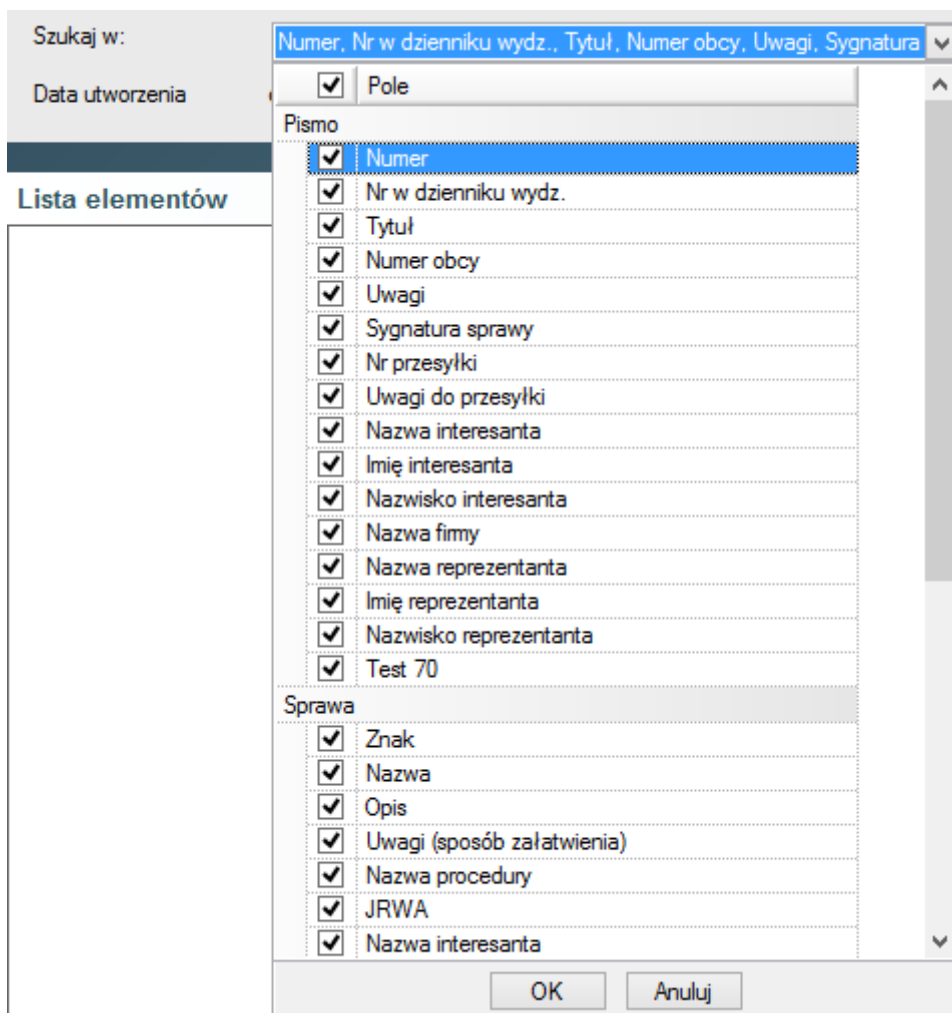 Szukaj w:
Numer, Nr w dzienniku wydz., Tytuł, Numer obcy, Uwagi, Sygnatura
Data utworzenia
Pole
Pismo
Numer
Nr w dzienniku wydz.
Lista elementów
Tytuł
Numer obcy
Uwagi
Sygnatura sprawy
Nr przesyłki
Uwagi do przesyłki
Nazwa interesanta
Imię interesanta
Nazwisko interesanta
Nazwa firmy
Nazwa reprezentanta
Imię reprezentanta
Nazwisko reprezentanta
Test 70
Sprawa
Znak
Nazwa
Opis
Uwagi (sposób załatwienia)
Nazwa procedury
JRWA
Nazwa interesanta
OK
Anuluj